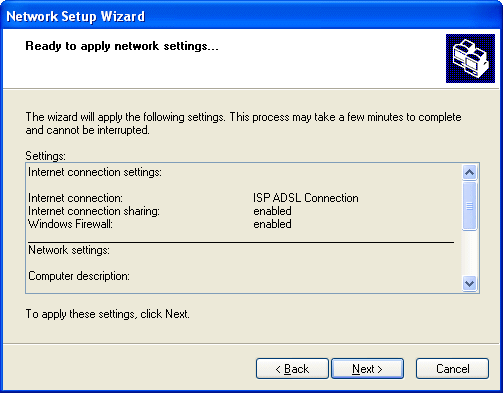 Network Setup Wizard
Ready to apply network settings...
The wizard will apply the following settings. This process may take a few minutes to complete
and cannot be interrupted.
Settings:
Internet connection settings:
Internet connection: ISP ADSL Connection
Internet connection sharing: enabled
Windows Firewall: enabled
Network settings:
Computer description:
To apply these settings, click Next.
< Back Next > Cancel